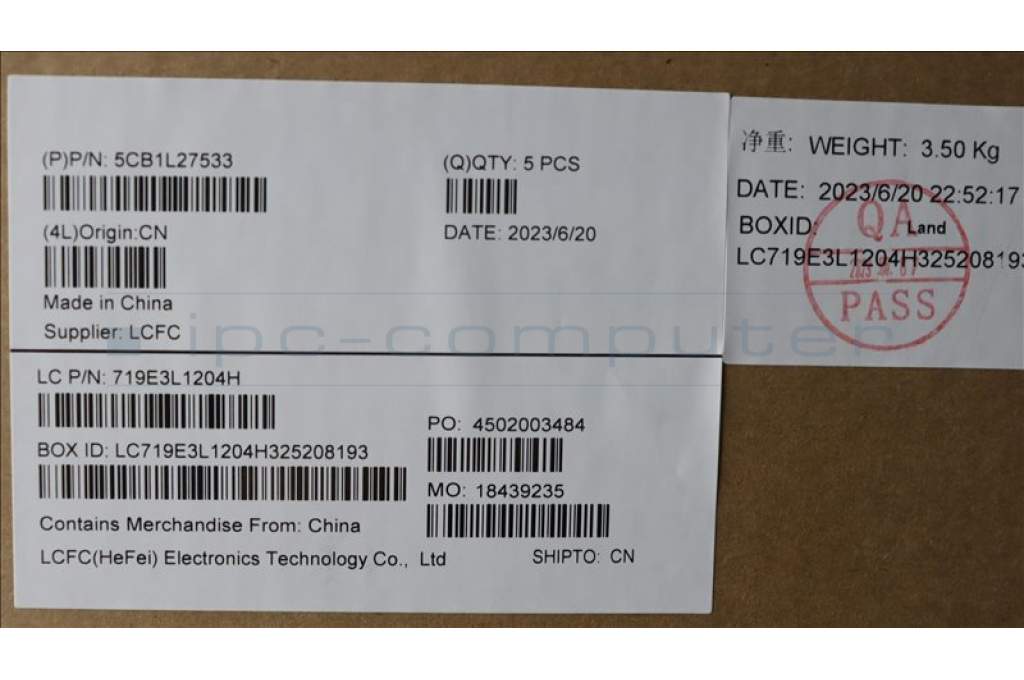 (P)P/N: 5CB1L27533
(Q)QTY: 5 PCS
(4L)Origin:CN
DATE: 2023/6/20
Made in China
Supplier: LCFC
LC P/N: 719E3L1204H
PO: 4502003484
BOX ID: LC719E3L1204H325208193
MO: 18439235
Contains Merchandise From: China
LCFC(HeFei) Electronics Technology Co., Ltd
SHIPTO: CN
净重: WEIGHT: 3.50 Kg
DATE: 2023/6/20 22:52:17
BOXID:
Land
LC719E3L1204H325208193
QA
PASS
ipc-computer